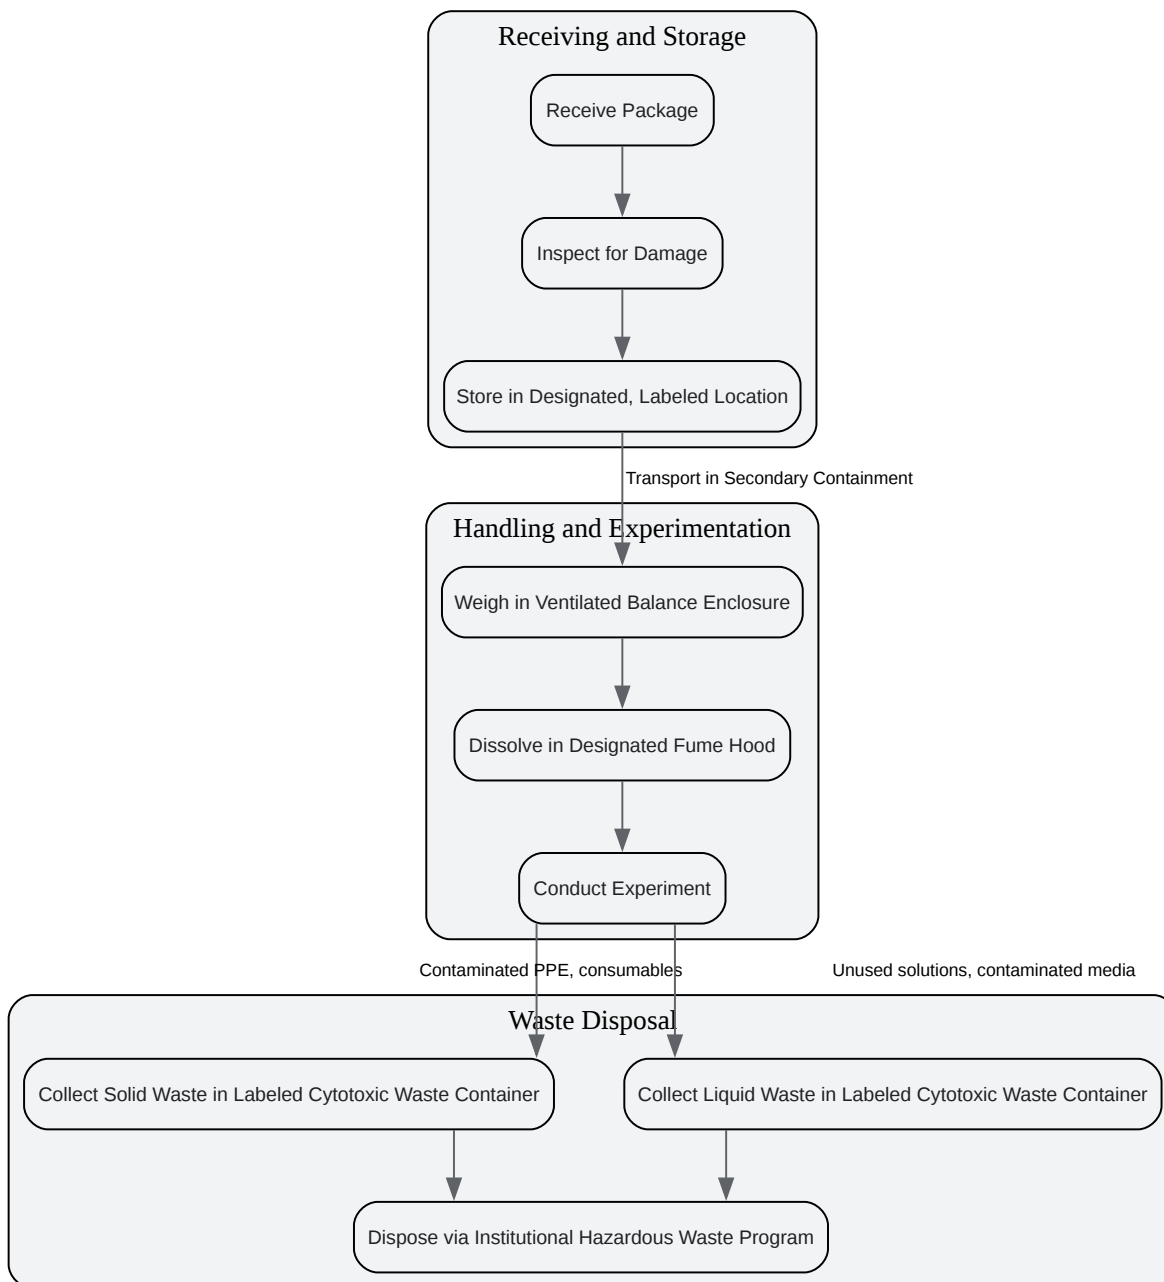 Receiving and Storage
Receive Package
Inspect for Damage
Store in Designated, Labeled Location
Transport in Secondary Containment
Handling and Experimentation
Weigh in Ventilated Balance Enclosure
Dissolve in Designated Fume Hood
Conduct Experiment
Contaminated PPE, consumables
Unused solutions, contaminated media
Waste Disposal
Collect Solid Waste in Labeled Cytotoxic Waste Container
Collect Liquid Waste in Labeled Cytotoxic Waste Container
Dispose via Institutional Hazardous Waste Program